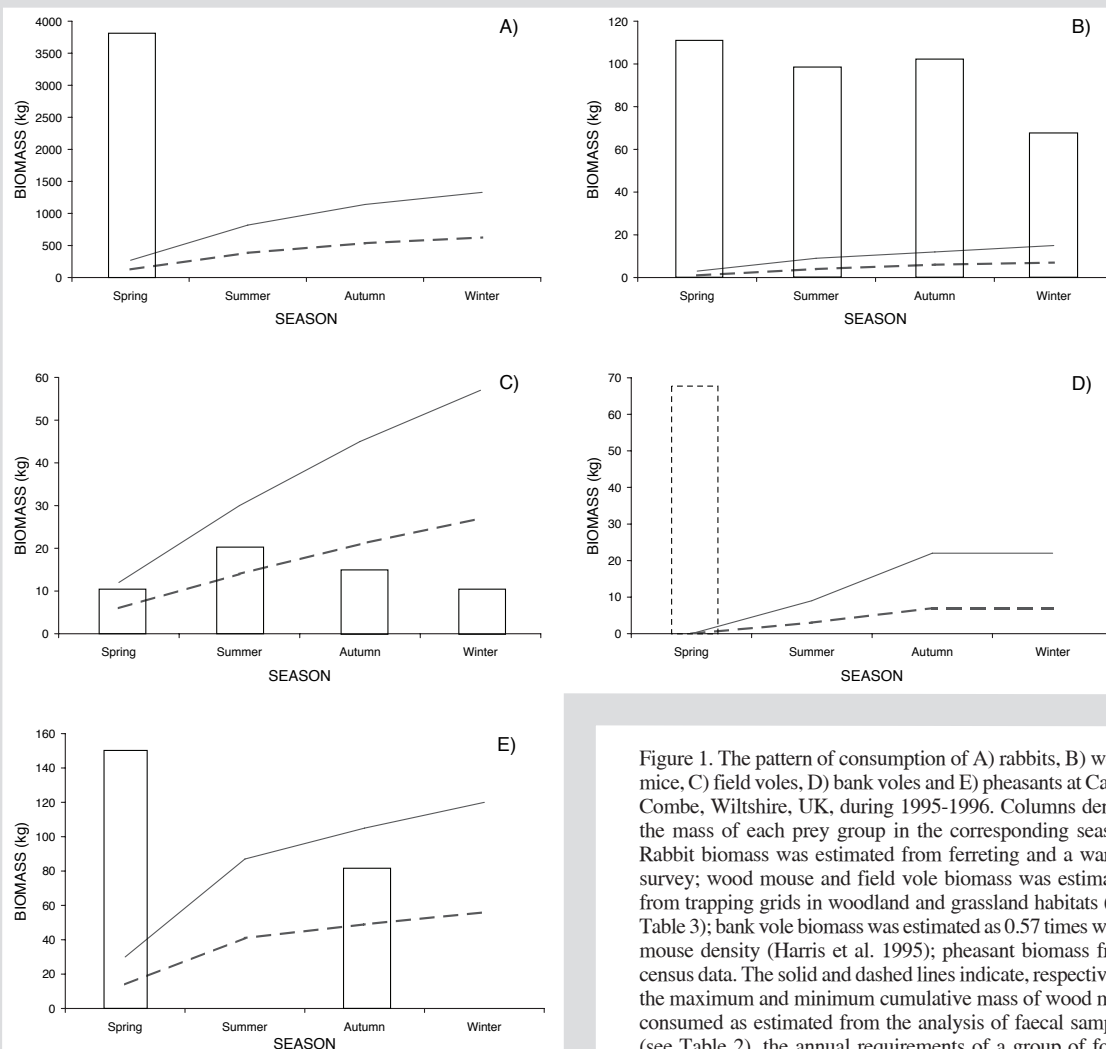 A)
4000
3500
3000
2500
2000
1500
1000
500
0
BIOMASS (kg)
Spring Summer Autumn Winter
SEASON
B)
120
100
80
60
40
20
0
BIOMASS (kg)
Spring Summer Autumn Winter
SEASON
C)
60
50
40
30
20
10
0
BIOMASS (kg)
Spring Summer Autumn Winter
SEASON
D)
70
60
50
40
30
20
10
0
BIOMASS (kg)
Spring Summer Autumn Winter
SEASON
E)
160
140
120
100
80
60
40
20
0
BIOMASS (kg)
Spring Summer Autumn Winter
SEASON
Figure 1. The pattern of consumption of A) rabbits, B) w
mice, C) field voles, D) bank voles and E) pheasants at Ca
Combe, Wiltshire, UK, during 1995-1996. Columns den
the mass of each prey group in the corresponding seas
Rabbit biomass was estimated from ferreting and a war
survey; wood mouse and field vole biomass was estima
from trapping grids in woodland and grassland habitats (
Table 3); bank vole biomass was estimated as 0.57 times w
mouse density (Harris et al. 1995); pheasant biomass fr
census data. The solid and dashed lines indicate, respectiv
the maximum and minimum cumulative mass of wood m
consumed as estimated from the analysis of faecal samp
(see Table 2), the annual requirements of a group of fo